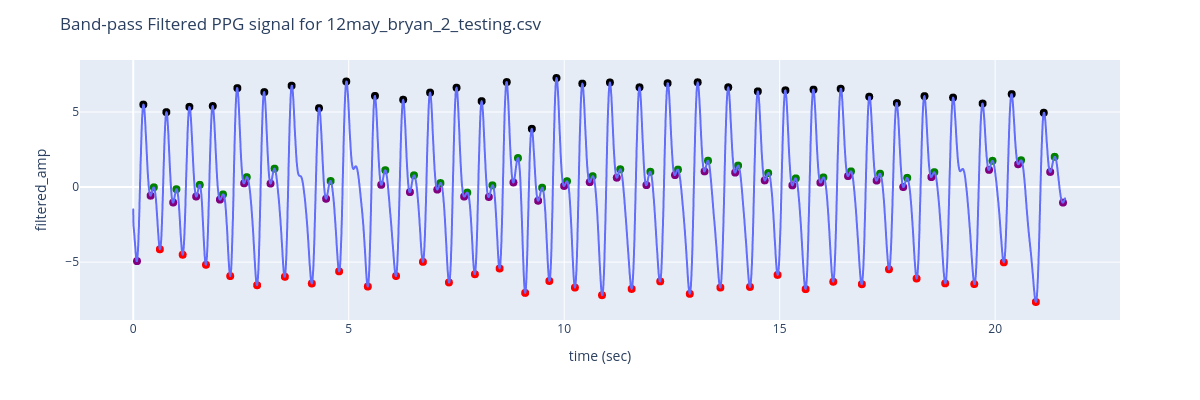 Band-pass Filtered PPG signal for 12may_bryan_2_testing.csv
5
0
−5
filtered_amp
0 5 10 15 20
time (sec)